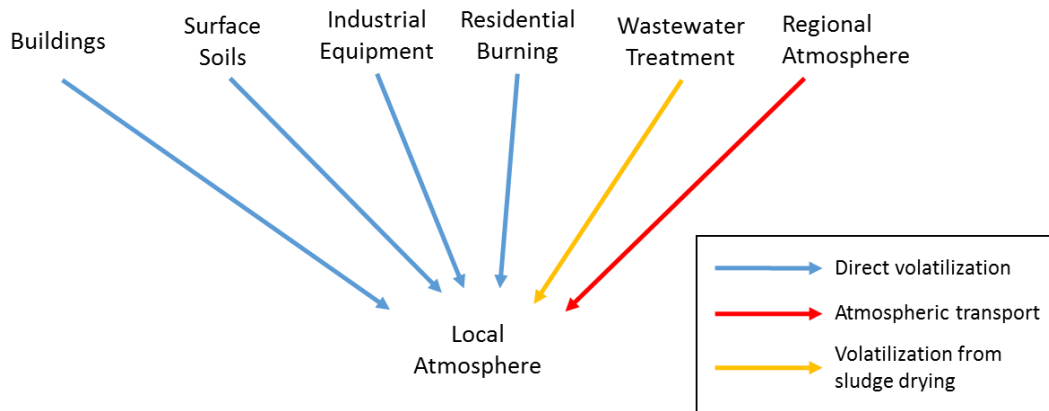 Buildings
Surface
Soils
Industrial
Equipment
Residential
Burning
Wastewater
Treatment
Regional
Atmosphere
Local
Atmosphere
Direct volatilization
Atmospheric transport
Volatilization from
sludge drying